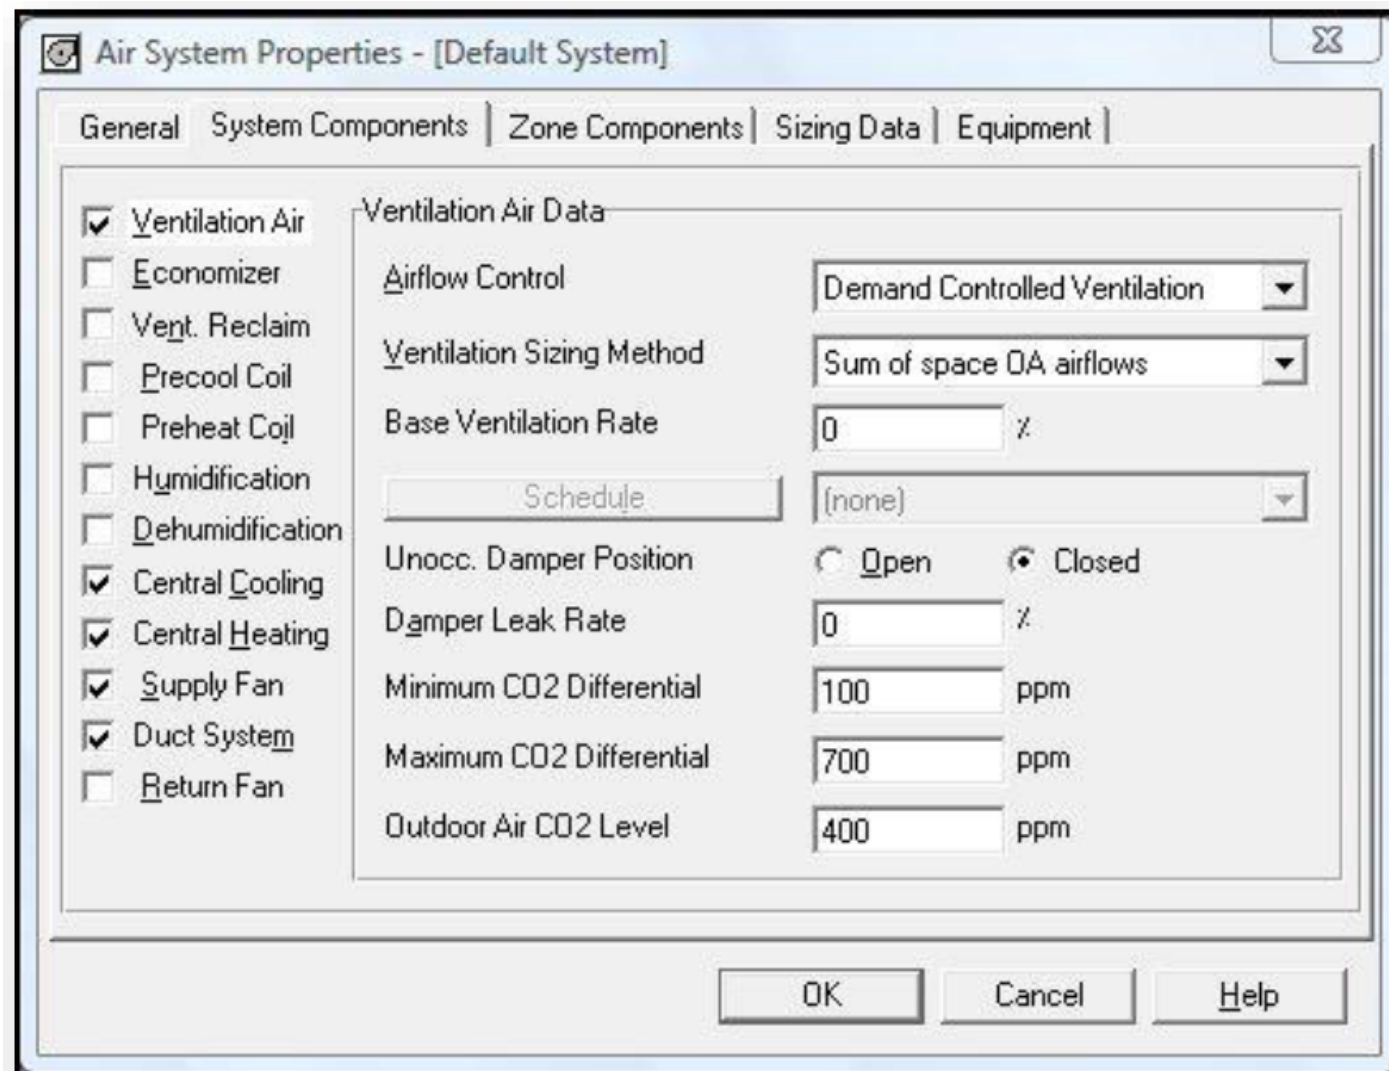 Air System Properties - [Default System]
General System Components Zone Components Sizing Data Equipment
Ventilation Air
Economizer
Vent. Reclaim
Precool Coil
Preheat Coil
Humidification
Dehumidification
Central Cooling
Central Heating
Supply Fan
Duct System
Return Fan
Ventilation Air Data
Airflow Control Demand Controlled Ventilation
Ventilation Sizing Method Sum of space OA airflows
Base Ventilation Rate 0 %
Schedule (none)
Unocc. Damper Position Open Closed
Damper Leak Rate 0 %
Minimum CO2 Differential 100 ppm
Maximum CO2 Differential 700 ppm
Outdoor Air CO2 Level 400 ppm
OK Cancel Help